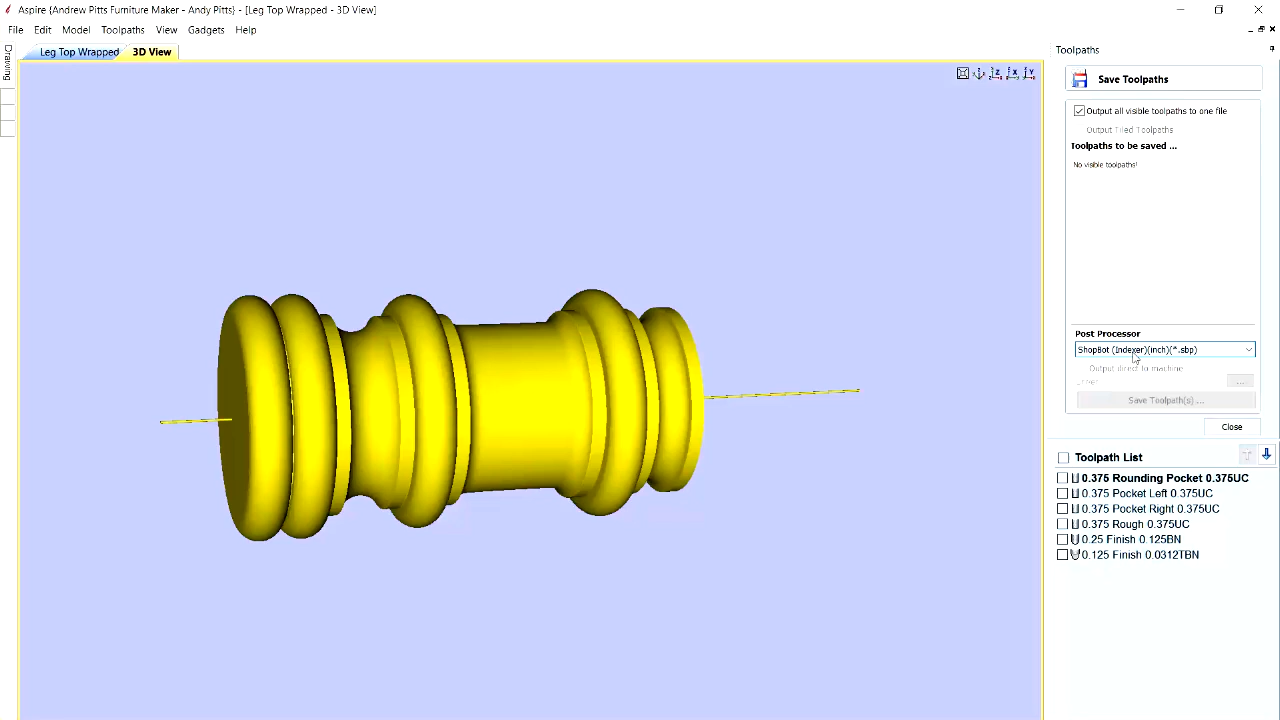 Aspire {Andrew Pitts Furniture Maker - Andy Pitts} - [Leg Top Wrapped - 3D View]
File Edit Model Toolpaths View Gadgets Help
Drawing
Leg Top Wrapped 3D View
Toolpaths
Save Toolpaths
Output all visible toolpaths to one file
Output Tiled Toolpaths
Toolpaths to be saved ...
No visible toolpaths!
Post Processor
ShopBot (Indexer)(inch)(*.sbp)
Output direct to machine
...
Save Toolpath(s) ...
Close
Toolpath List
0.375 Rounding Pocket 0.375UC
0.375 Pocket Left 0.375UC
0.375 Pocket Right 0.375UC
0.375 Rough 0.375UC
0.25 Finish 0.125BN
0.125 Finish 0.0312TBN